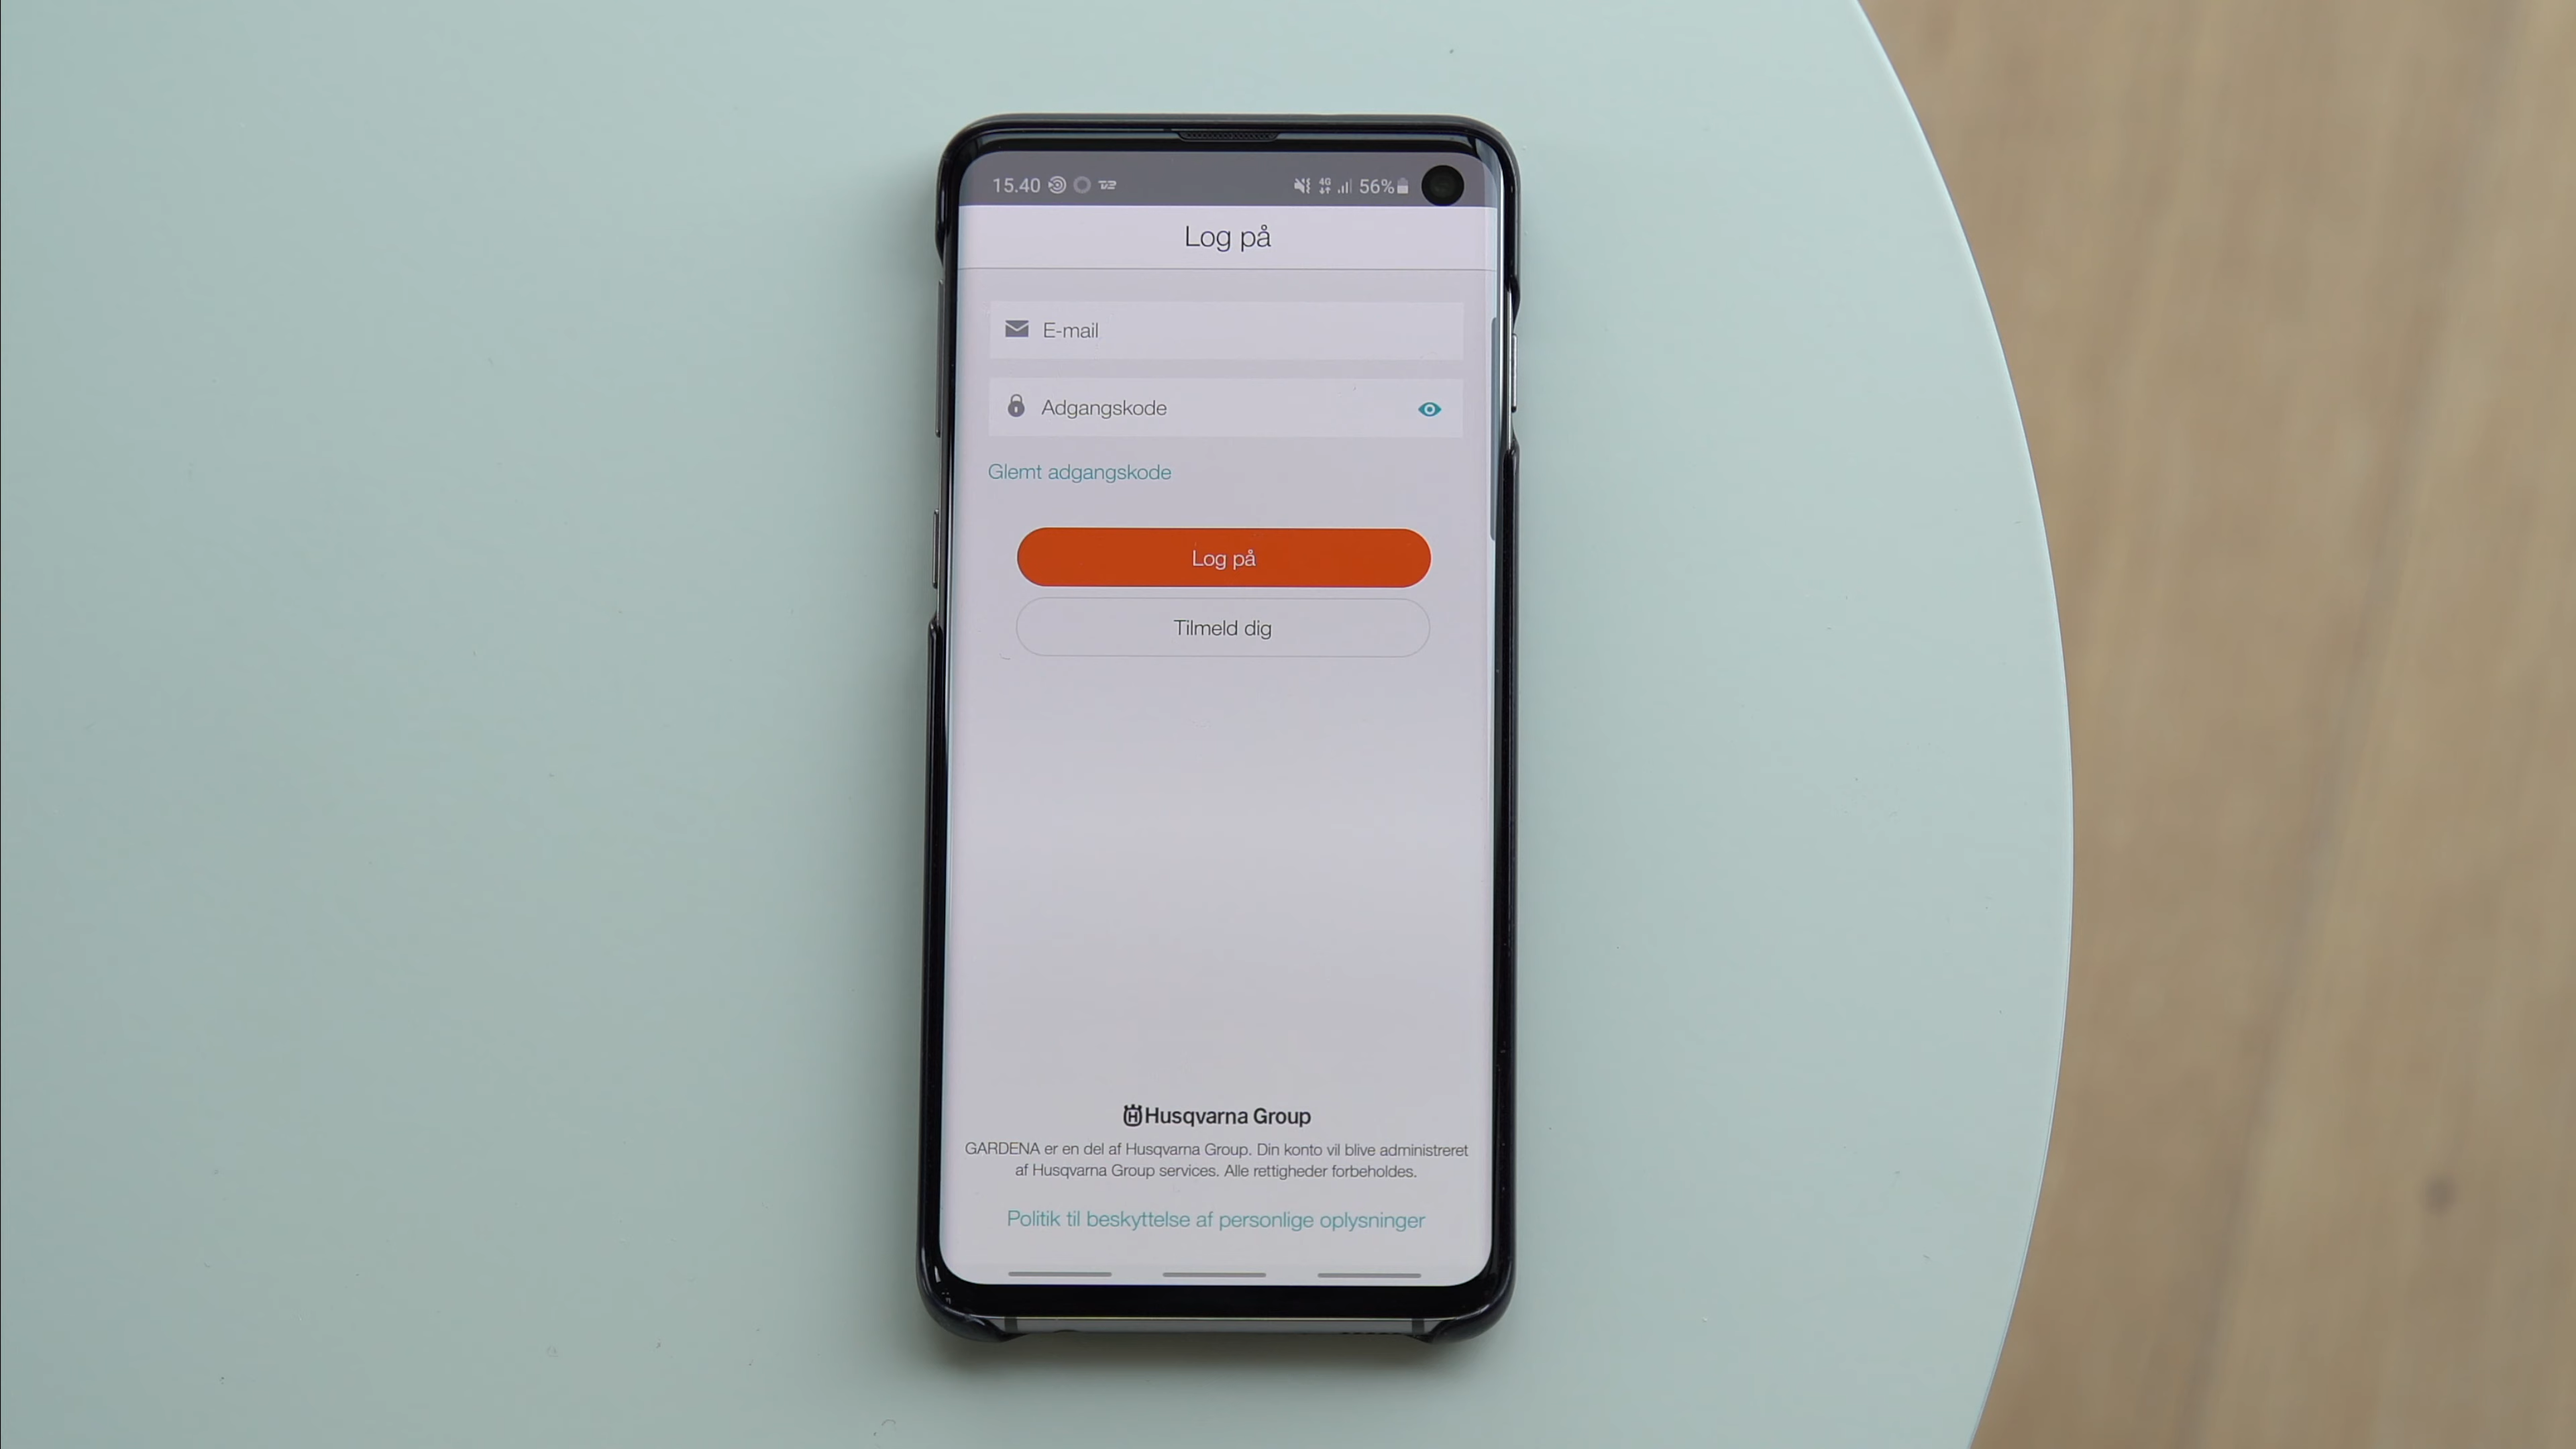 15.40
4G 56%
Log på
E-mail
Adgangskode
Glemt adgangskode
Log på
Tilmeld dig
Husqvarna Group
GARDENA er en del af Husqvarna Group. Din konto vil blive administreret
af Husqvarna Group services. Alle rettigheder forbeholdes.
Politik til beskyttelse af personlige oplysninger